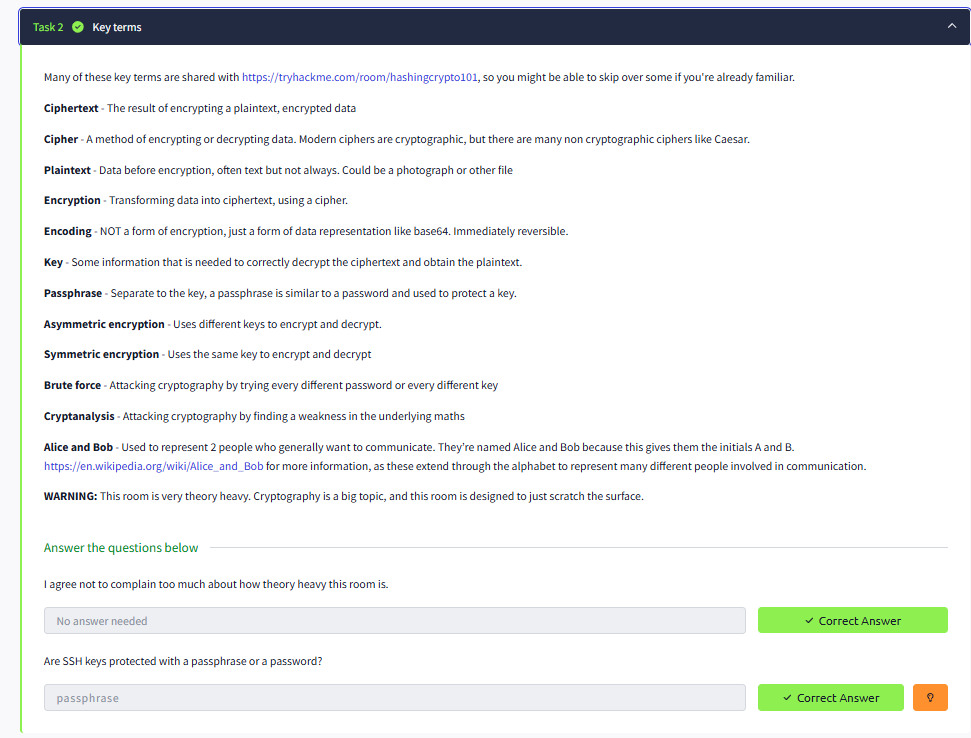 Task 2 Key terms
Many of these key terms are shared with https://tryhackme.com/room/hashingcrypto101, so you might be able to skip over some if you're already familiar.
Ciphertext - The result of encrypting a plaintext, encrypted data
Cipher - A method of encrypting or decrypting data. Modern ciphers are cryptographic, but there are many non cryptographic ciphers like Caesar.
Plaintext - Data before encryption, often text but not always. Could be a photograph or other file
Encryption - Transforming data into ciphertext, using a cipher.
Encoding - NOT a form of encryption, just a form of data representation like base64. Immediately reversible.
Key - Some information that is needed to correctly decrypt the ciphertext and obtain the plaintext.
Passphrase - Separate to the key, a passphrase is similar to a password and used to protect a key.
Asymmetric encryption - Uses different keys to encrypt and decrypt.
Symmetric encryption - Uses the same key to encrypt and decrypt
Brute force - Attacking cryptography by trying every different password or every different key
Cryptanalysis - Attacking cryptography by finding a weakness in the underlying maths
Alice and Bob - Used to represent 2 people who generally want to communicate. They’re named Alice and Bob because this gives them the initials A and B.
https://en.wikipedia.org/wiki/Alice_and_Bob for more information, as these extend through the alphabet to represent many different people involved in communication.
WARNING: This room is very theory heavy. Cryptography is a big topic, and this room is designed to just scratch the surface.
Answer the questions below
I agree not to complain too much about how theory heavy this room is.
No answer needed
Correct Answer
Are SSH keys protected with a passphrase or a password?
passphrase
Correct Answer